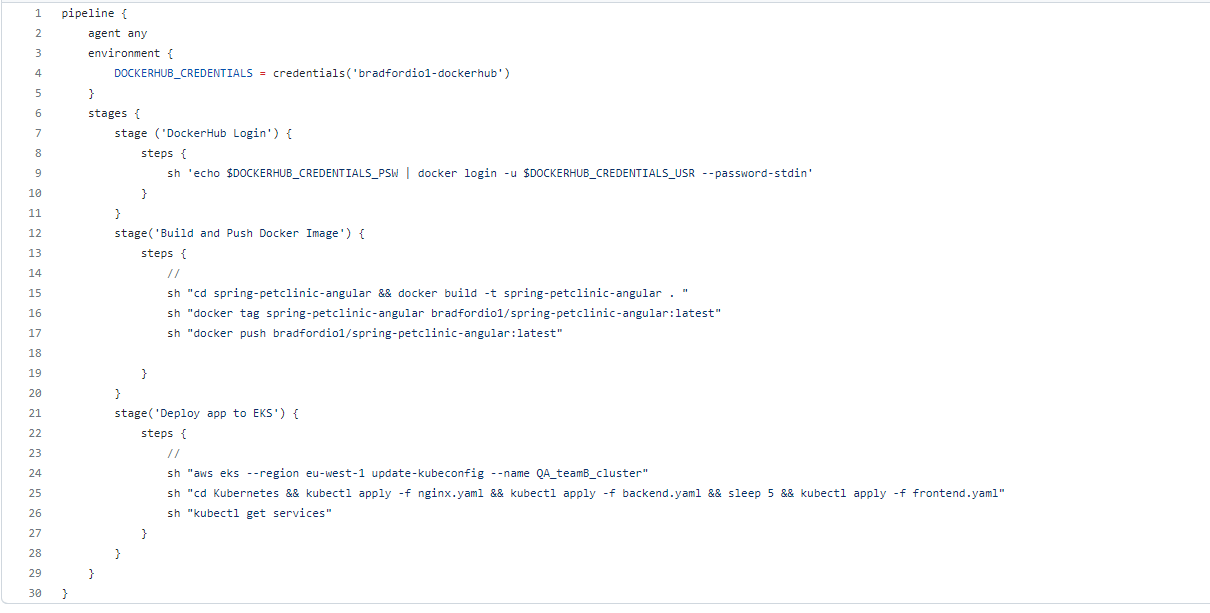 1 pipeline {
2 agent any
3 environment {
4 DOCKERHUB_CREDENTIALS = credentials('bradfordio1-dockerhub')
5 }
6 stages {
7 stage ('DockerHub Login') {
8 steps {
9 sh 'echo $DOCKERHUB_CREDENTIALS_PSW | docker login -u $DOCKERHUB_CREDENTIALS_USR --password-stdin'
10 }
11 }
12 stage('Build and Push Docker Image') {
13 steps {
14 //
15 sh "cd spring-petclinic-angular && docker build -t spring-petclinic-angular . "
16 sh "docker tag spring-petclinic-angular bradfordio1/spring-petclinic-angular:latest"
17 sh "docker push bradfordio1/spring-petclinic-angular:latest"
18
19 }
20 }
21 stage('Deploy app to EKS') {
22 steps {
23 //
24 sh "aws eks --region eu-west-1 update-kubeconfig --name QA_teamB_cluster"
25 sh "cd Kubernetes && kubectl apply -f nginx.yaml && kubectl apply -f backend.yaml && sleep 5 && kubectl apply -f frontend.yaml"
26 sh "kubectl get services"
27 }
28 }
29 }
30 }